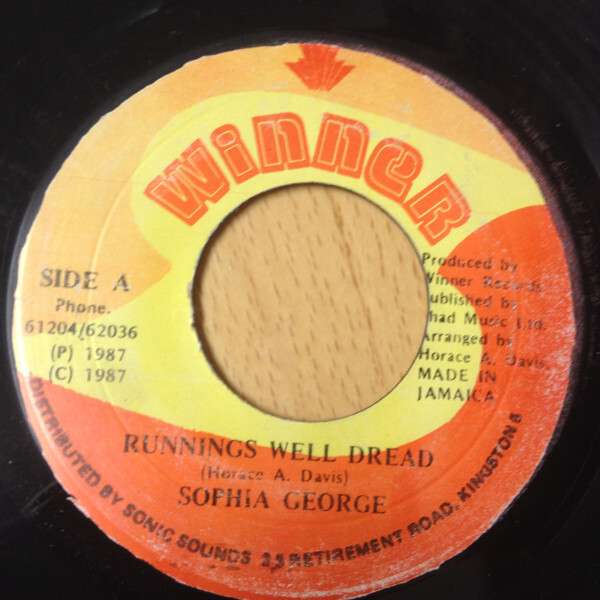 WinneR
SIDE A
Phone.
61204/62036
(P) 1987
(C) 1987
Produced by
Winner Records.
ublished by
had Music Ltd.
Arranged by
Horace A. Davis
MADE IN
JAMAICA
RUNNINGS WELL DREAD
(Horace A. Davis)
SOPHIA GEORGE
DISTRIBUTED BY SONIC SOUNDS 25 RETIREMENT ROAD, KINGSTON 5